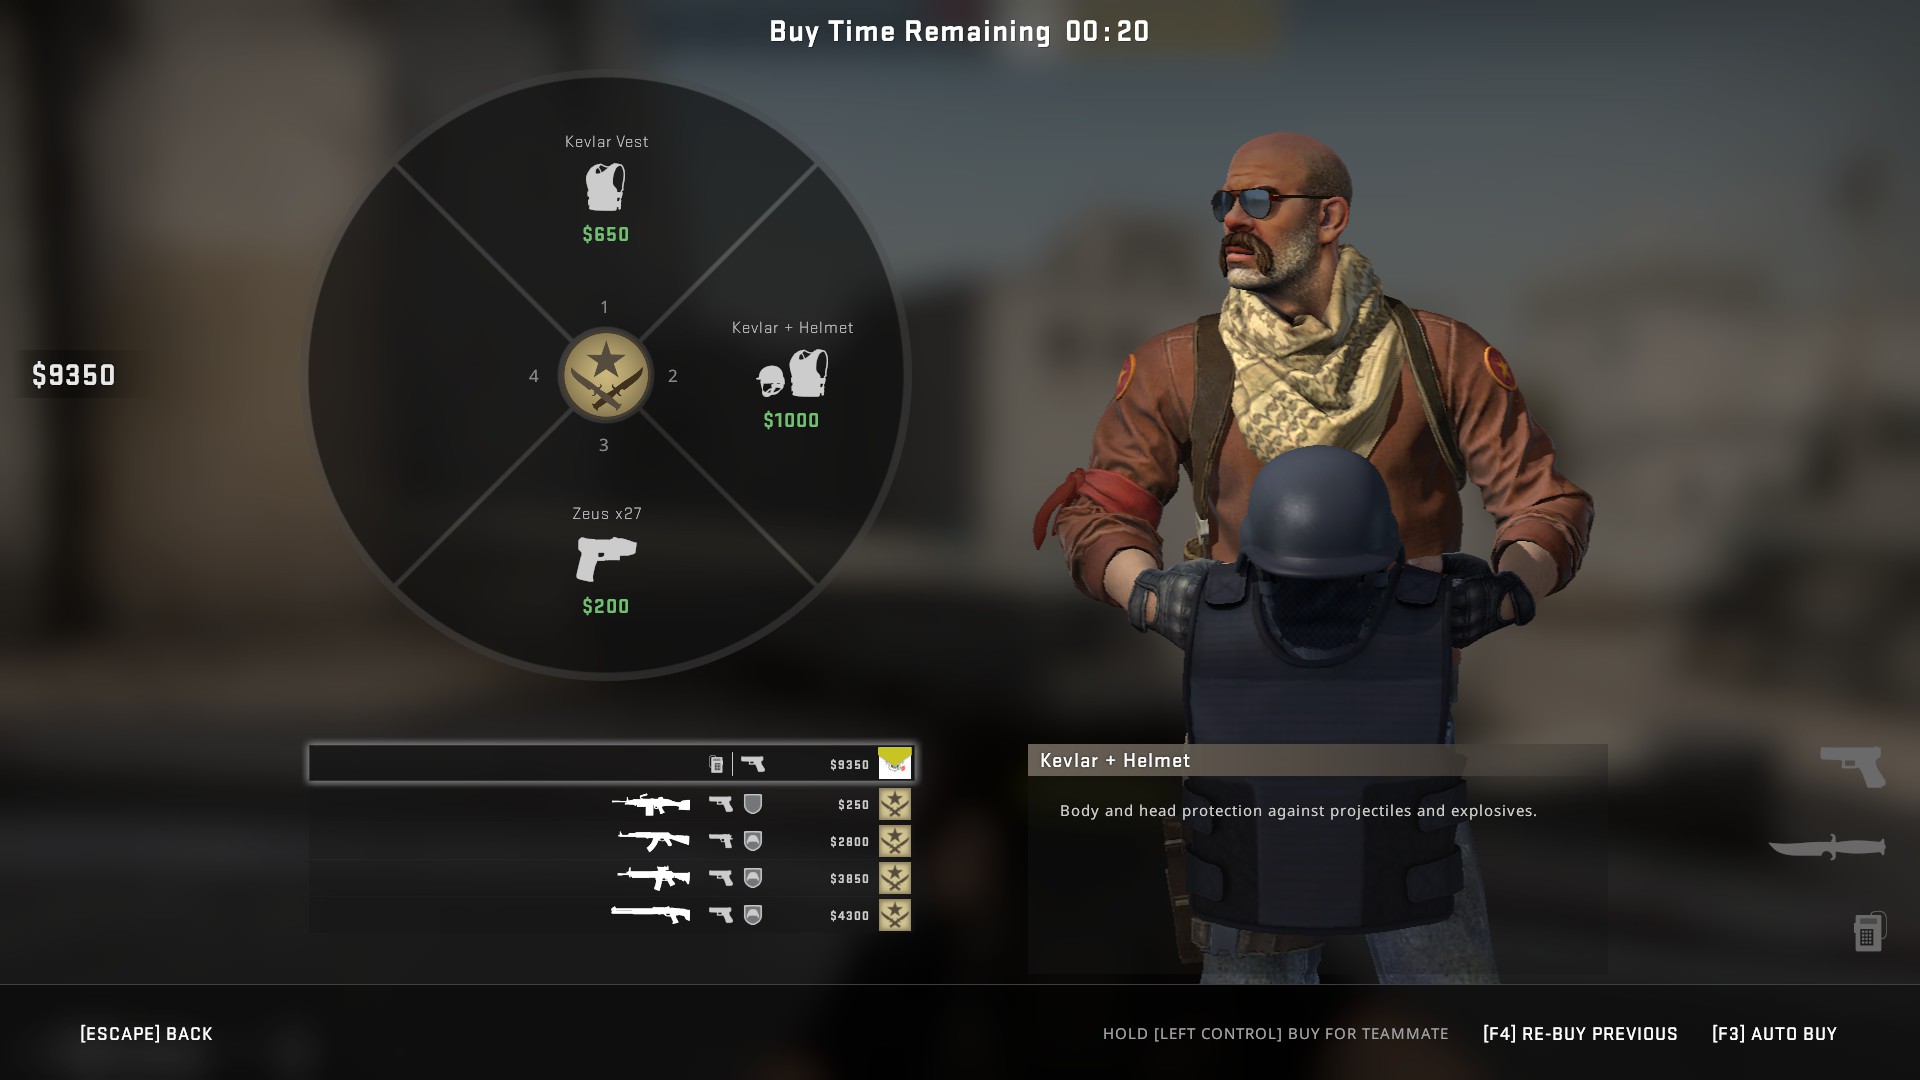 Buy Time Remaining 00:20
Kevlar Vest
$650
1
Kevlar + Helmet
$9350
4
2
$1000
3
Zeus x27
$200
$9350
$250
$2800
$3850
$4300
Kevlar + Helmet
Body and head protection against projectiles and explosives.
[ESCAPE] BACK
HOLD [LEFT CONTROL] BUY FOR TEAMMATE
[F4] RE-BUY PREVIOUS
[F3] AUTO BUY